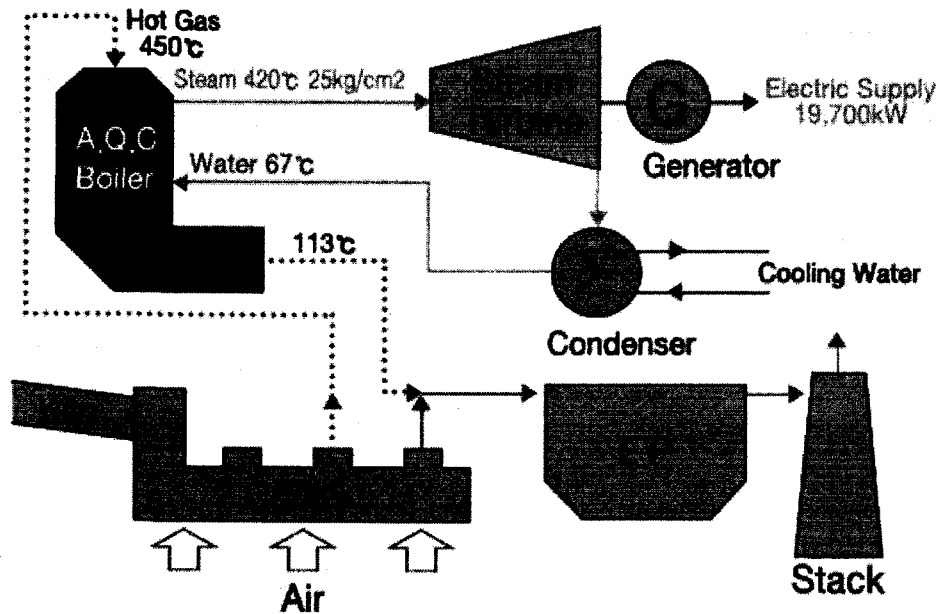 Hot Gas
450℃
Steam 420℃ 25kg/cm2
A.Q.C
Boiler
Water 67℃
G
Electric Supply
19,700kW
Generator
113℃
Cooling Water
Condenser
Air
Stack